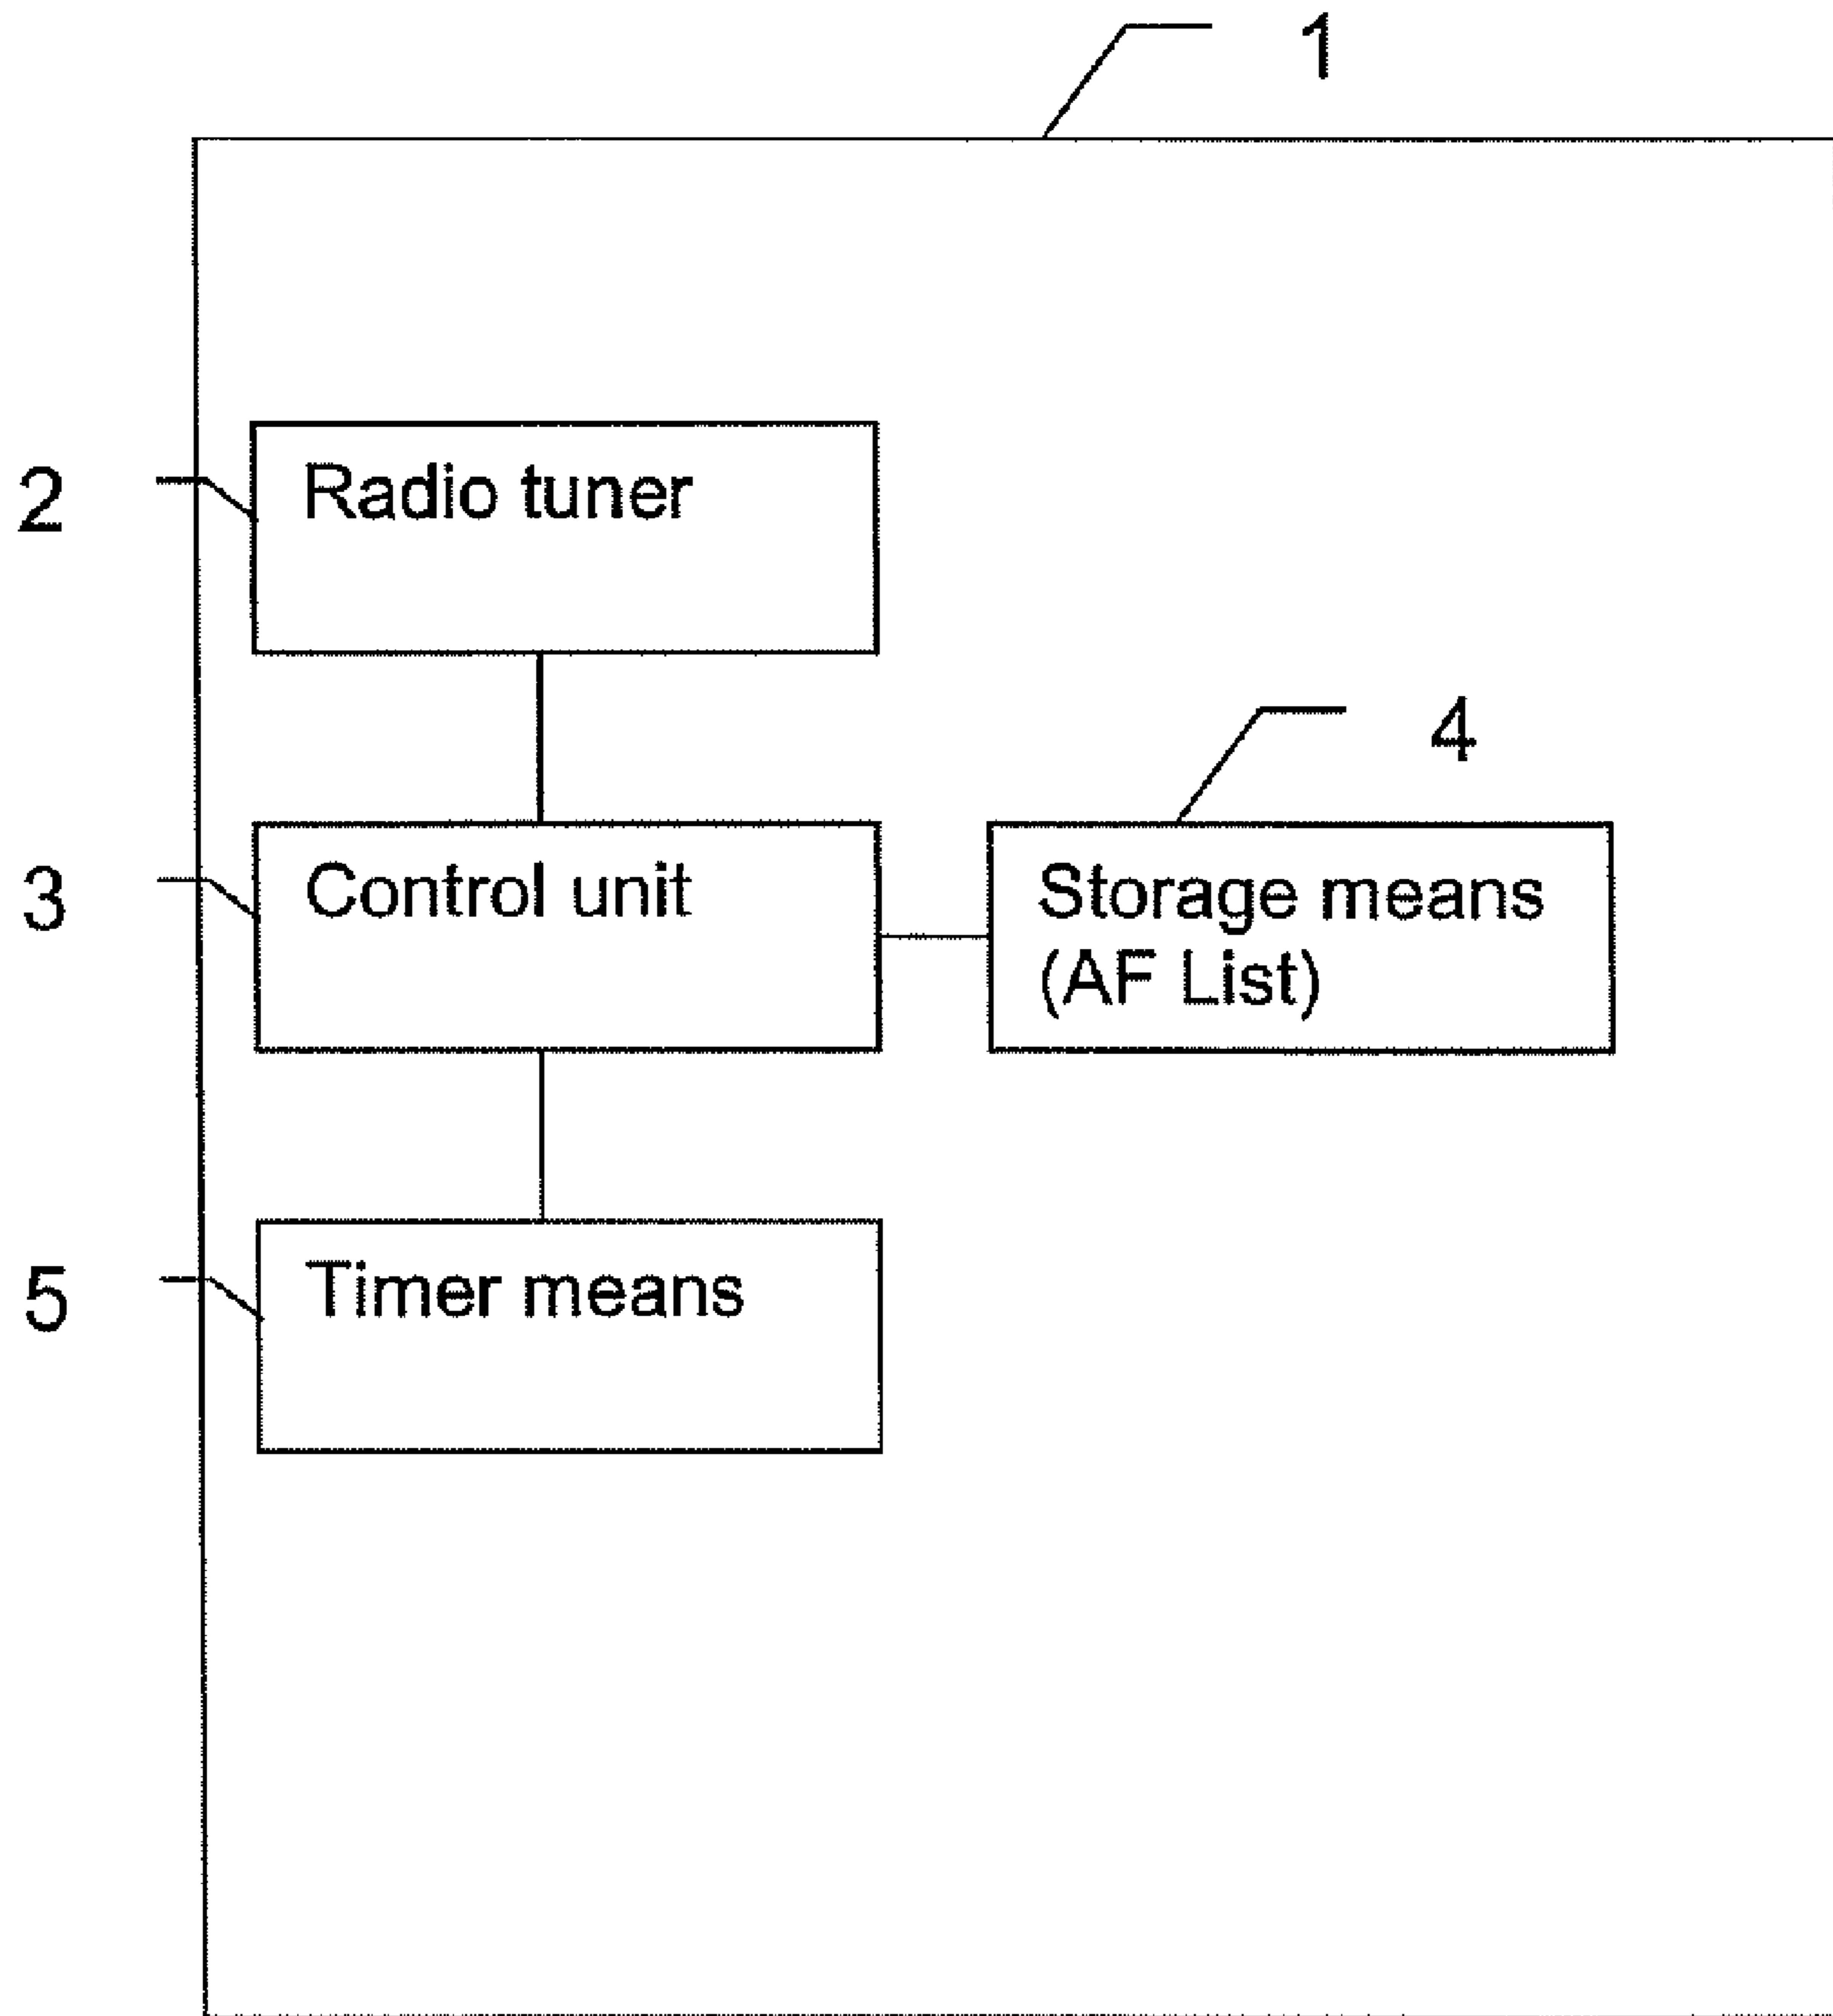 1
2
Radio tuner
4
3
Control unit
Storage means
(AF List)
5
Timer means